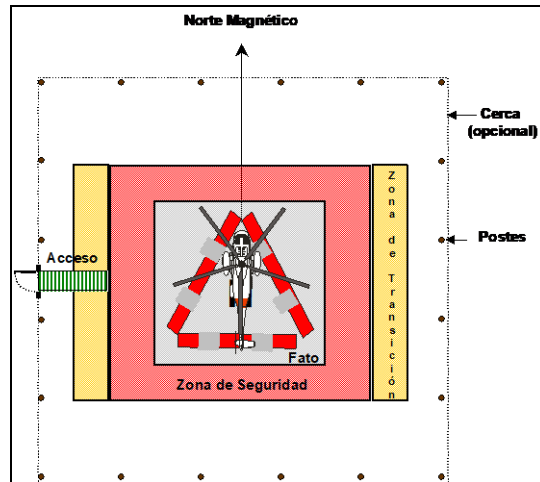 Norte Magnético
Cerca
(opcional)
Postes
Acceso
Zona de Transición
Fato
Zona de Seguridad